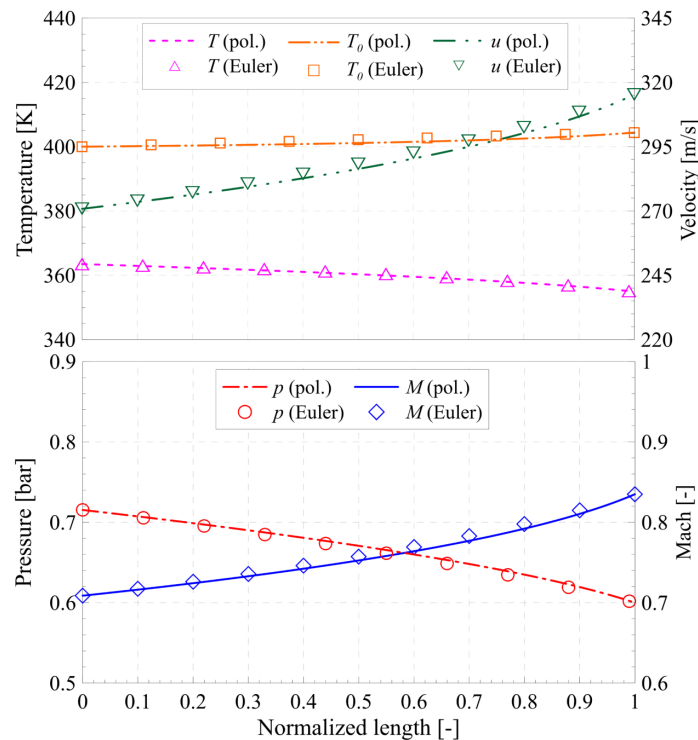 440
345
T (pol.) T₀ (pol.) u (pol.)
T (Euler) T₀ (Euler) u (Euler)
420
320
400
295
380
270
360
245
340
220
Temperature [K]
Velocity [m/s]
0.9
1
p (pol.) M (pol.)
p (Euler) M (Euler)
0.8
0.9
0.7
0.8
0.6
0.7
0.5
0.6
Pressure [bar]
Mach [-]
0 0.1 0.2 0.3 0.4 0.5 0.6 0.7 0.8 0.9 1
Normalized length [-]